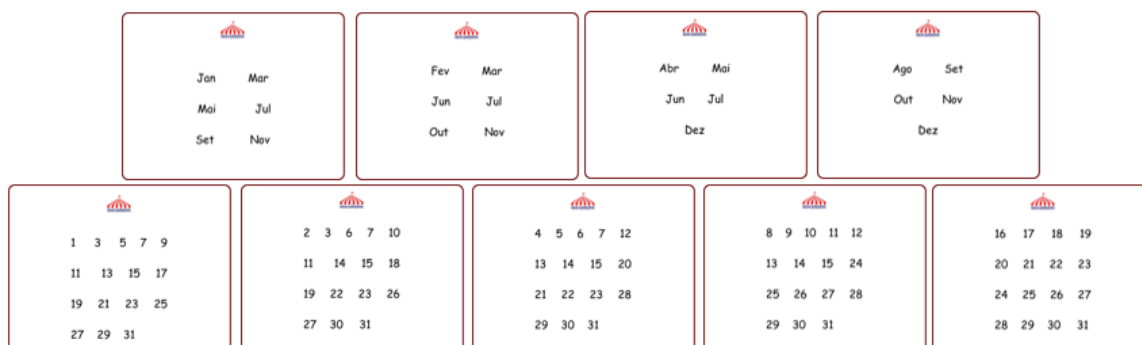 Jan Mar
Mai Jul
Set Nov
Fev Mar
Jun Jul
Out Nov
Abr Mai
Jun Jul
Dez
Ago Set
Out Nov
Dez
1 3 5 7 9
11 13 15 17
19 21 23 25
27 29 31
2 3 6 7 10
11 14 15 18
19 22 23 26
27 30 31
4 5 6 7 12
13 14 15 20
21 22 23 28
29 30 31
8 9 10 11 12
13 14 15 24
25 26 27 28
29 30 31
16 17 18 19
20 21 22 23
24 25 26 27
28 29 30 31